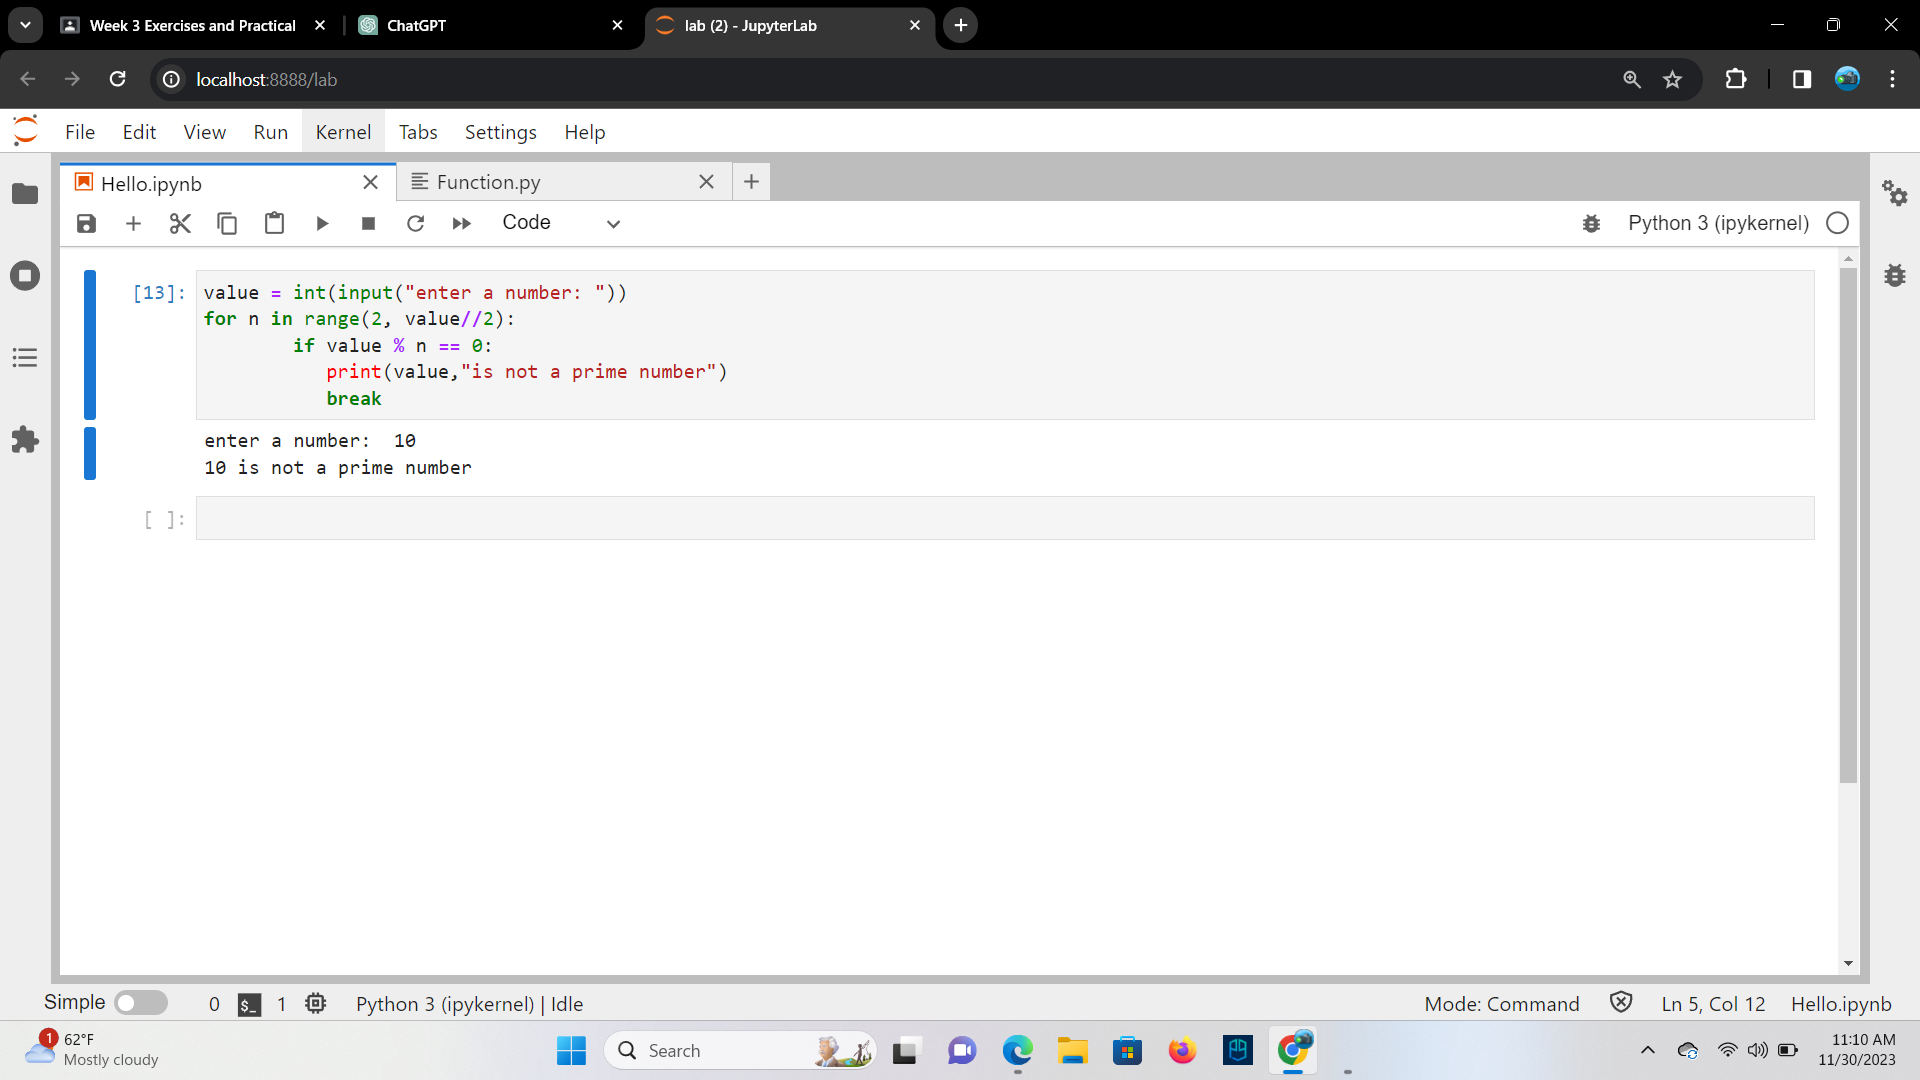 Week 3 Exercises and Practical
ChatGPT
lab (2) - JupyterLab
localhost:8888/lab
File Edit View Run Kernel Tabs Settings Help
Hello.ipynb
Function.py
Code
Python 3 (ipykernel)
[13]:
value = int(input("enter a number: "))
for n in range(2, value//2):
        if value % n == 0:
           print(value,"is not a prime number")
           break
enter a number:  10
10 is not a prime number
[ ]:
Simple 0 $_ 1 Python 3 (ipykernel) | Idle Mode: Command Ln 5, Col 12 Hello.ipynb
1
62°F
Mostly cloudy
Search
11:10 AM
11/30/2023